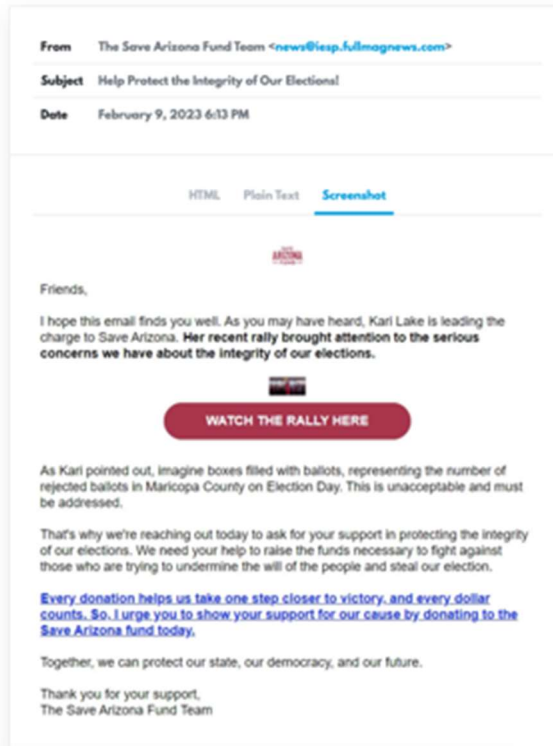 From The Save Arizona Fund Team <news@iesp.fullmagnews.com>
Subject Help Protect the Integrity of Our Elections!
Date February 9, 2023 6:13 PM
HTML Plain Text Screenshot
SAVE
ARIZONA
FUND
Friends,
I hope this email finds you well. As you may have heard, Kari Lake is leading the
charge to Save Arizona. Her recent rally brought attention to the serious
concerns we have about the integrity of our elections.
WATCH THE RALLY HERE
As Kari pointed out, imagine boxes filled with ballots, representing the number of
rejected ballots in Maricopa County on Election Day. This is unacceptable and must
be addressed.
That's why we're reaching out today to ask for your support in protecting the integrity
of our elections. We need your help to raise the funds necessary to fight against
those who are trying to undermine the will of the people and steal our election.
Every donation helps us take one step closer to victory, and every dollar
counts. So, I urge you to show your support for our cause by donating to the
Save Arizona fund today.
Together, we can protect our state, our democracy, and our future.
Thank you for your support,
The Save Arizona Fund Team